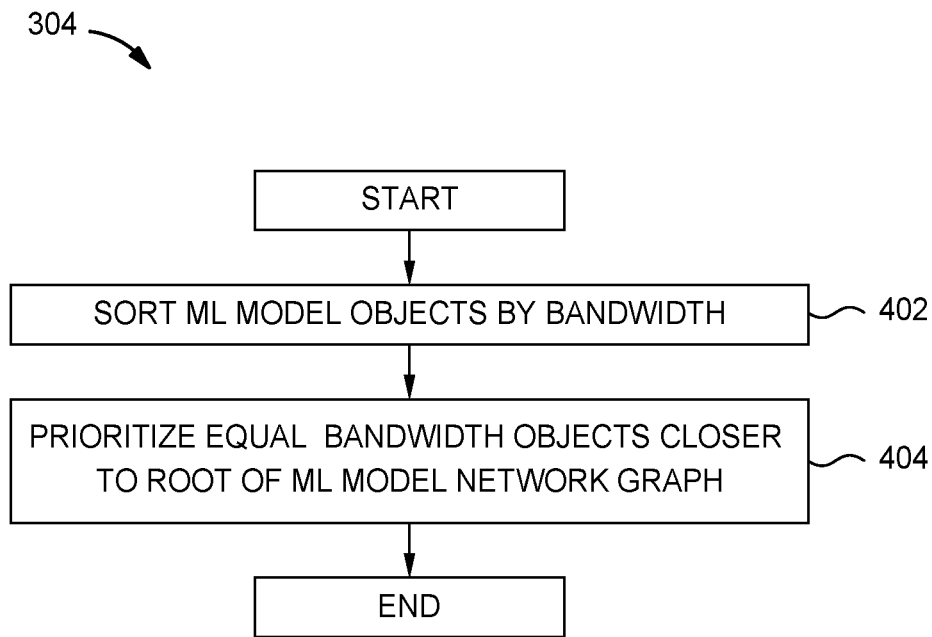 304
START
SORT ML MODEL OBJECTS BY BANDWIDTH
402
PRIORITIZE EQUAL BANDWIDTH OBJECTS CLOSER
TO ROOT OF ML MODEL NETWORK GRAPH
404
END